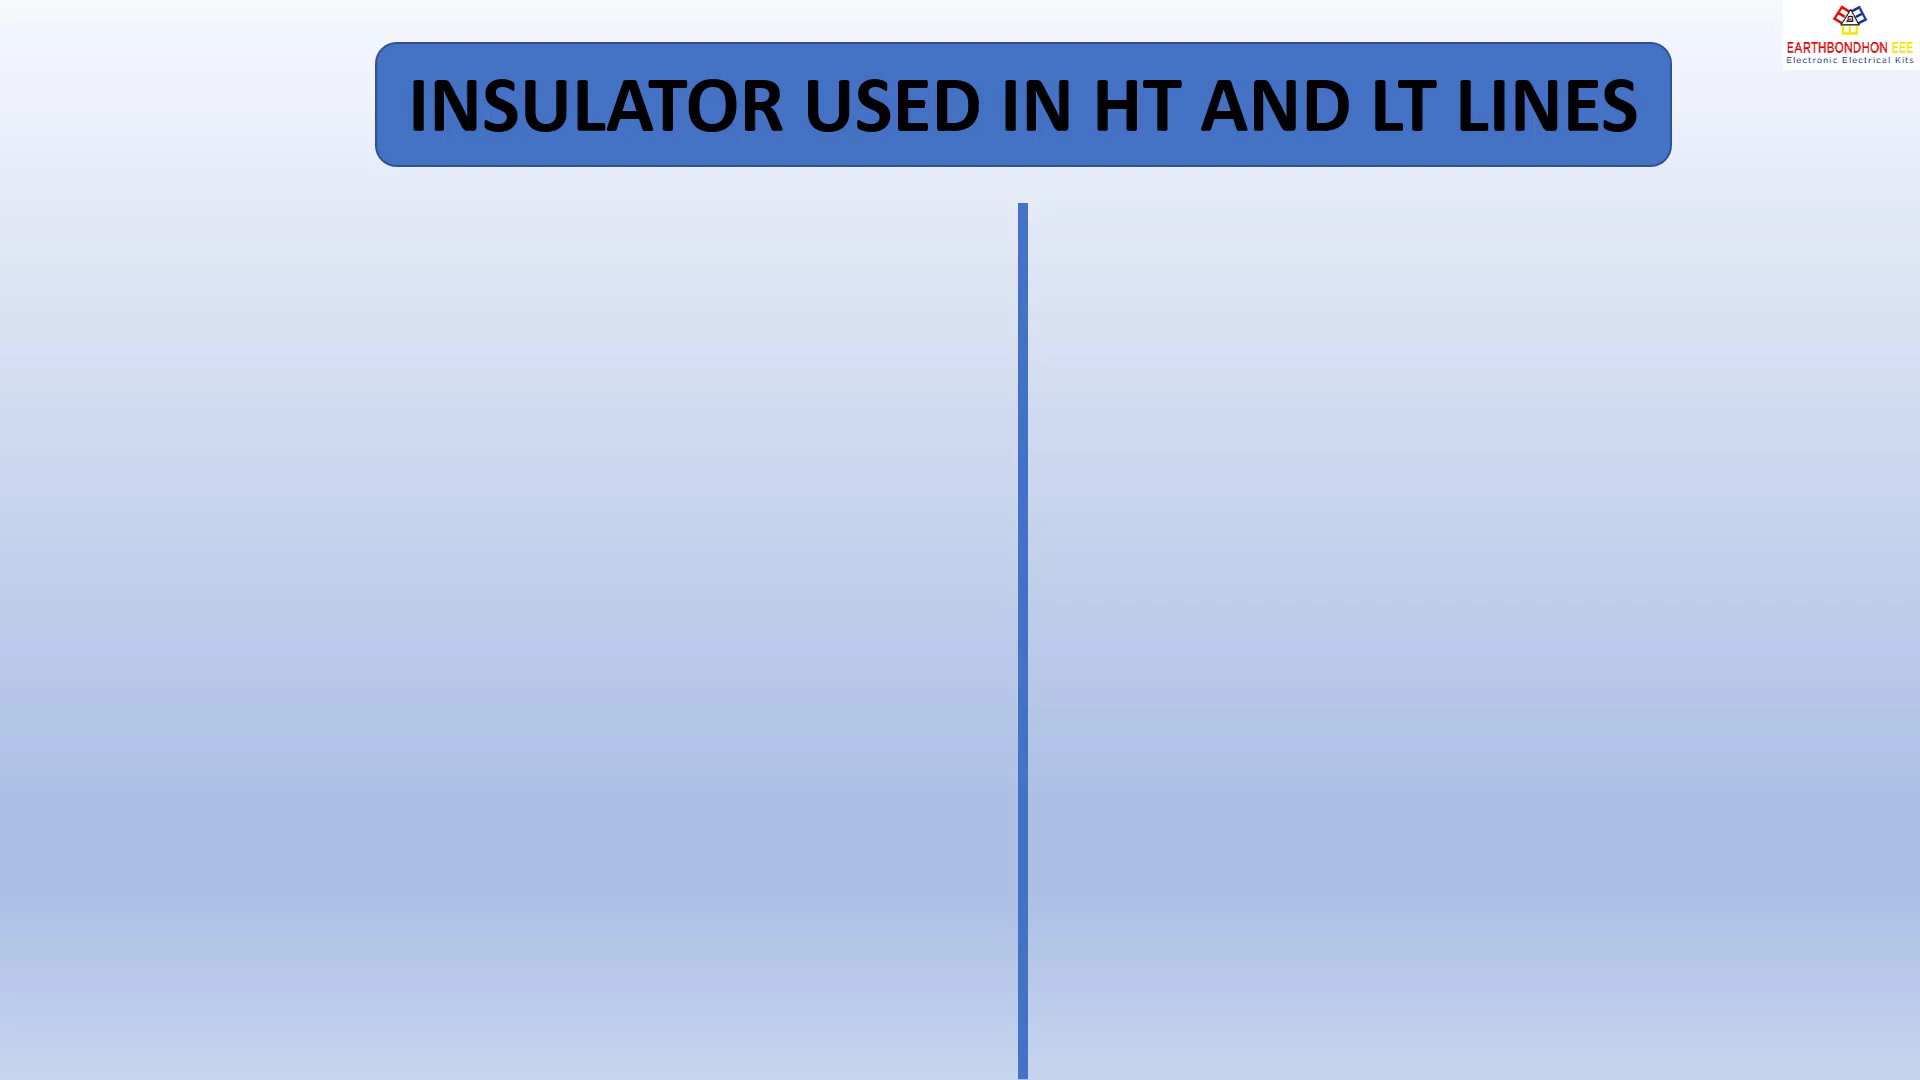 INSULATOR USED IN HT AND LT LINES
EARTHBONDHON EEE
Electronic Electrical Kits